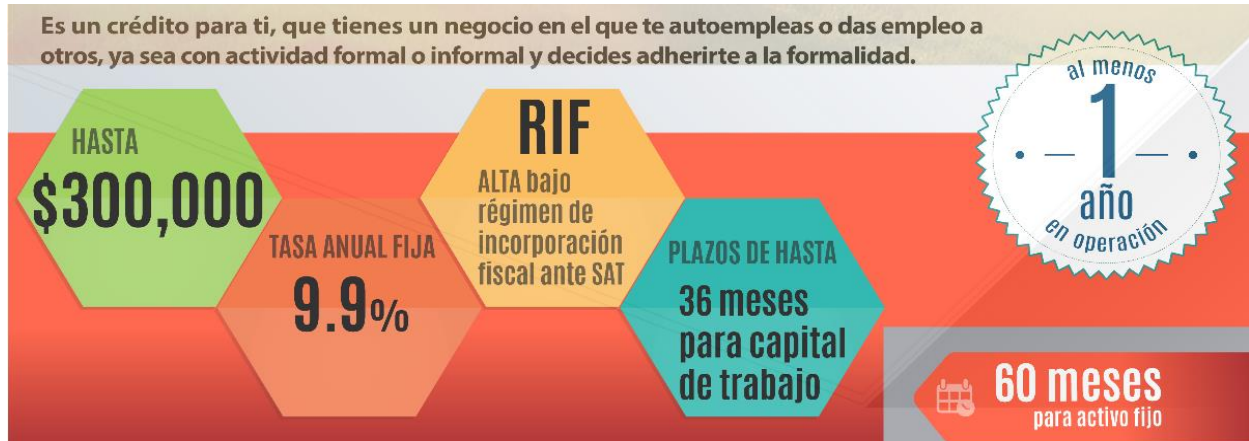 Es un crédito para ti, que tienes un negocio en el que te autoempleas o das empleo a
otros, ya sea con actividad formal o informal y decides adherirte a la formalidad.
HASTA
$300,000
TASA ANUAL FIJA
9.9%
RIF
ALTA bajo
régimen de
incorporación
fiscal ante SAT
PLAZOS DE HASTA
36 meses
para capital
de trabajo
al menos
1
año
en operación
60 meses
para activo fijo